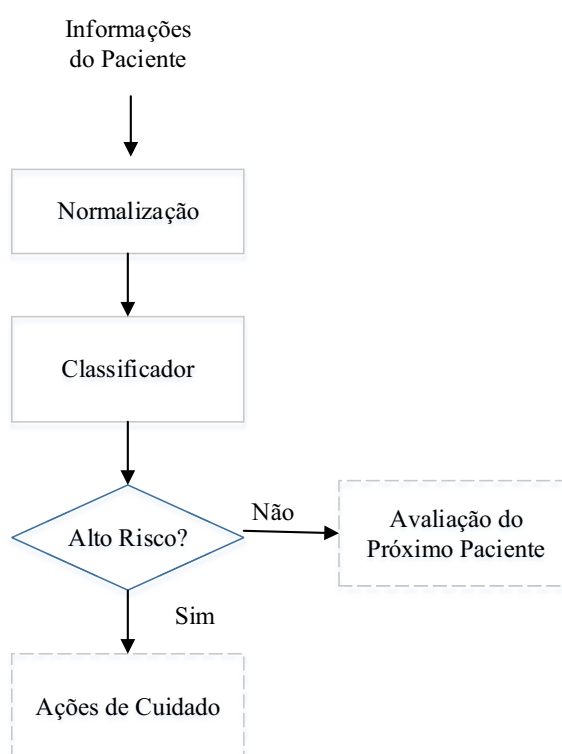 Informações
do Paciente
Normalização
Classificador
Alto Risco?
Não
Avaliação do
Próximo Paciente
Sim
Ações de Cuidado